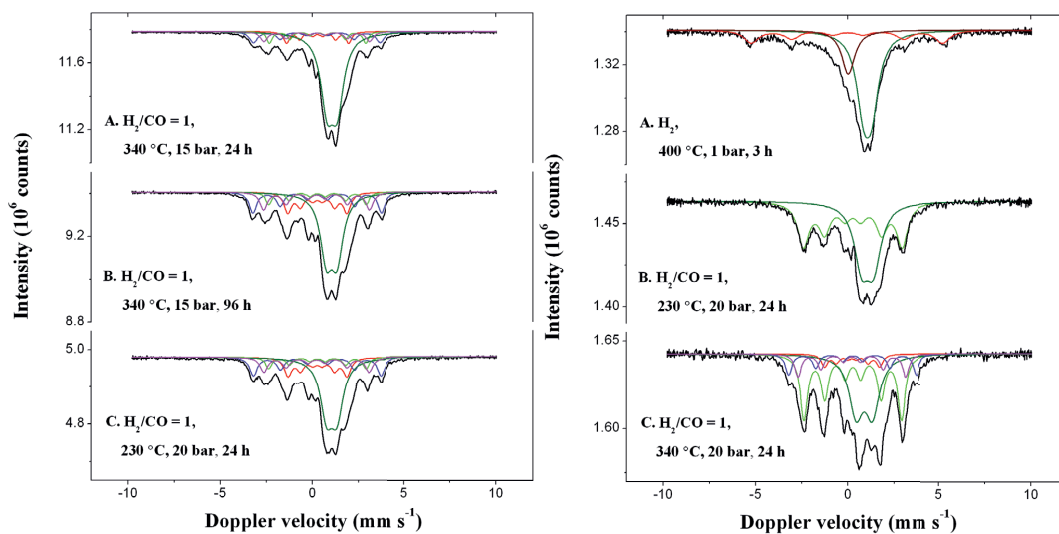 Intensity (10⁶ counts)
11.6
11.2
A. H₂/CO = 1,
340 °C, 15 bar, 24 h
9.2
8.8
B. H₂/CO = 1,
340 °C, 15 bar, 96 h
5.0
4.8
C. H₂/CO = 1,
230 °C, 20 bar, 24 h
-10 -5 0 5 10
Doppler velocity (mm s⁻¹)
Intensity (10⁶ counts)
1.32
1.28
A. H₂,
400 °C, 1 bar, 3 h
1.45
1.40
B. H₂/CO = 1,
230 °C, 20 bar, 24 h
1.65
1.60
C. H₂/CO = 1,
340 °C, 20 bar, 24 h
-10 -5 0 5 10
Doppler velocity (mm s⁻¹)